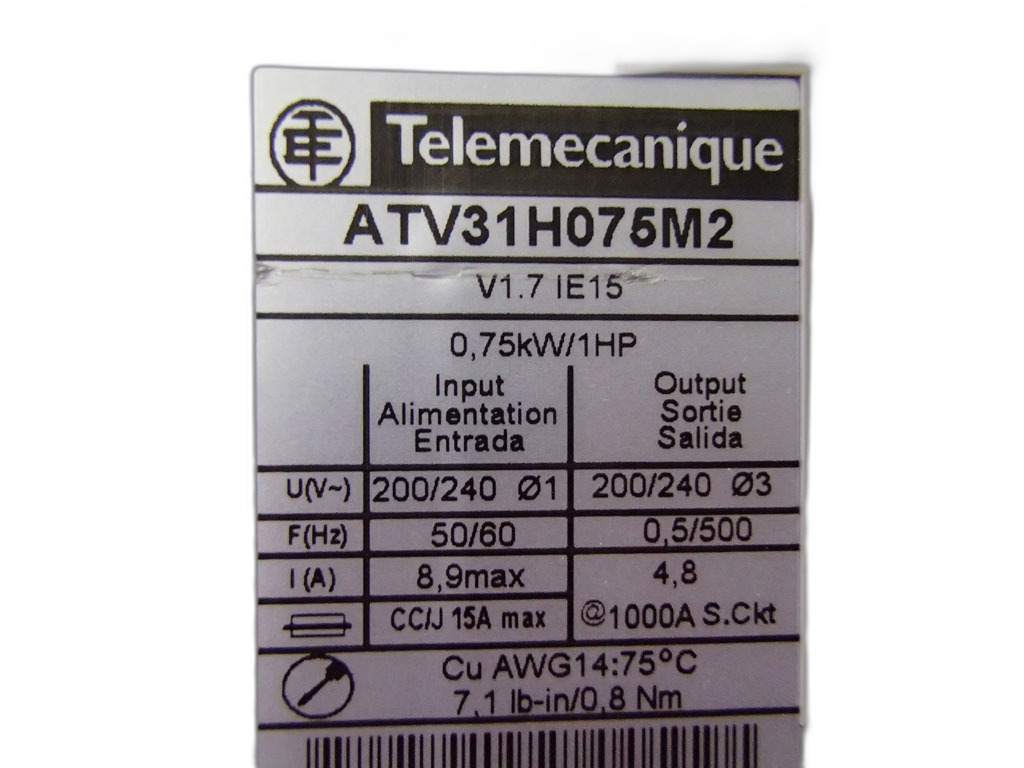 Telemecanique
ATV31H075M2
V1.7 IE15
0,75kW/1HP
Input Output
Alimentation Sortie
Entrada Salida
U(V~) 200/240 Ø1 200/240 Ø3
F(Hz) 50/60 0,5/500
I (A) 8,9max 4,8
CC/J 15A max @1000A S.Ckt
Cu AWG14:75°C
7,1 lb-in/0,8 Nm